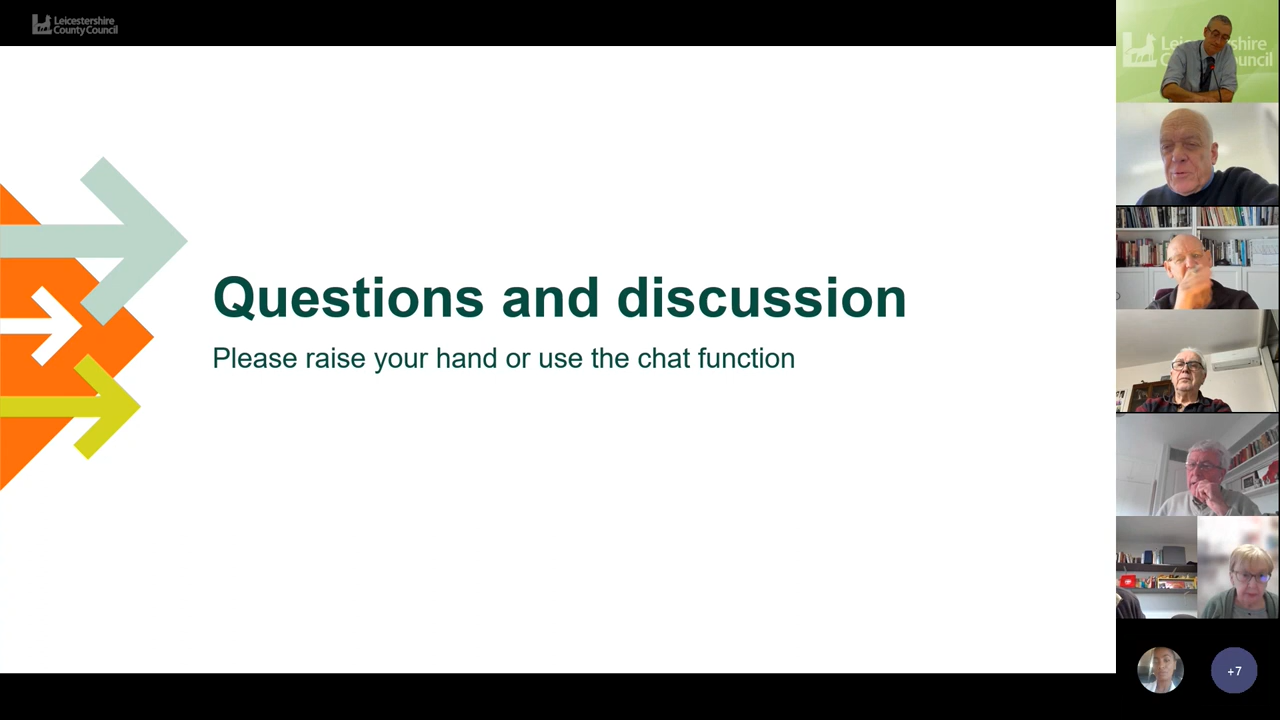 Leicestershire
County Council
Questions and discussion
Please raise your hand or use the chat function
+7